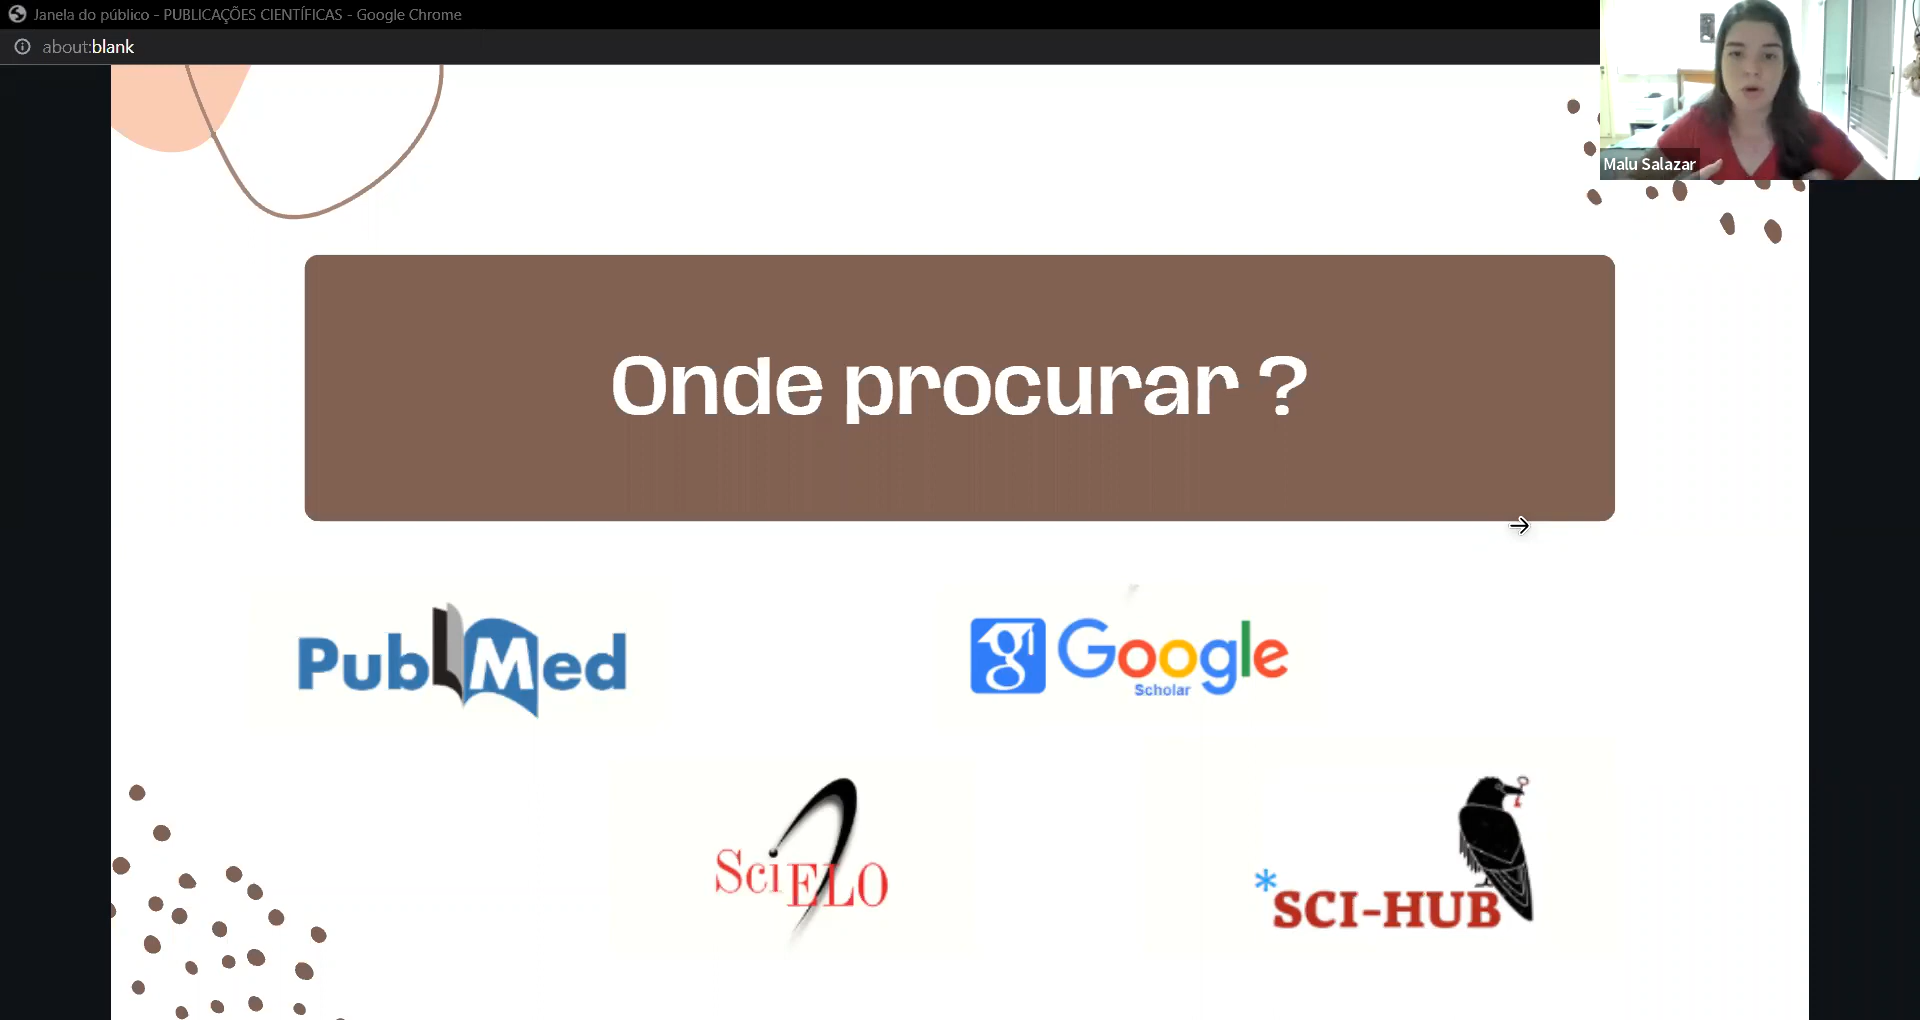 Janela do público - PUBLICAÇÕES CIENTÍFICAS - Google Chrome
about:blank
Malu Salazar
Onde procurar ?
PubMed
g Google
Scholar
SciELO
*SCI-HUB